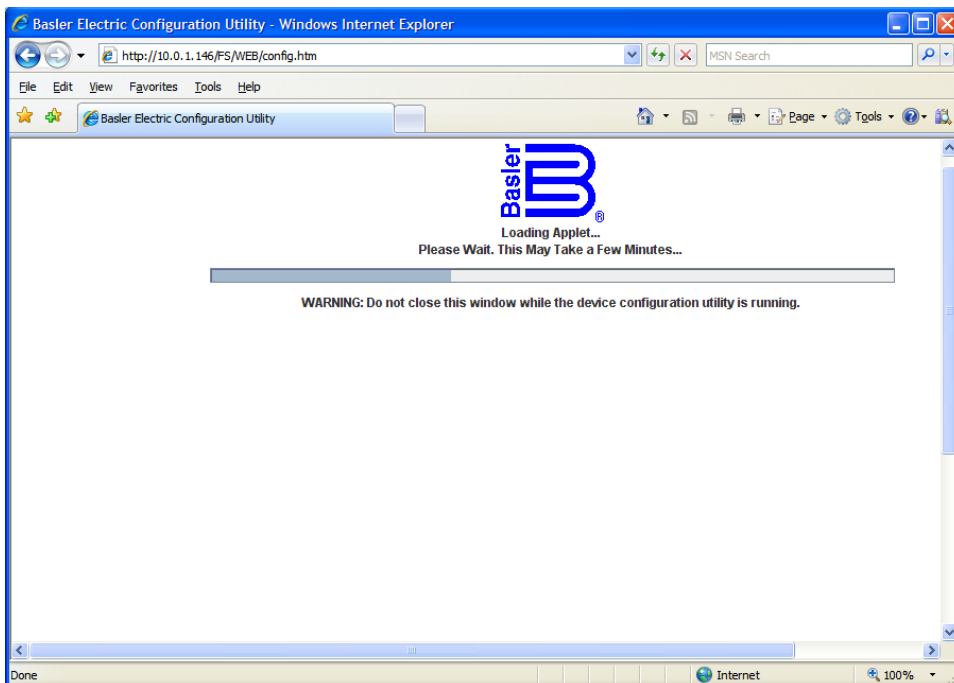 Basler Electric Configuration Utility - Windows Internet Explorer
http://10.0.1.146/FS/WEB/config.htm
MSN Search
File Edit View Favorites Tools Help
Basler Electric Configuration Utility
Page Tools
Basler
®
Loading Applet...
Please Wait. This May Take a Few Minutes...
WARNING: Do not close this window while the device configuration utility is running.
Done
Internet
100%